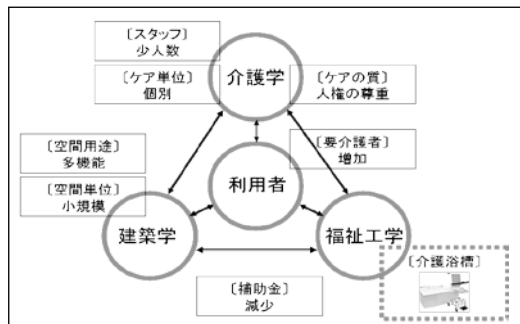 〔スタッフ〕
少人数
〔ケア単位〕
個別
介護学
〔ケアの質〕
人権の尊重
〔空間用途〕
多機能
〔要介護者〕
増加
〔空間単位〕
小規模
利用者
建築学
福祉工学
〔補助金〕
減少
〔介護浴槽〕